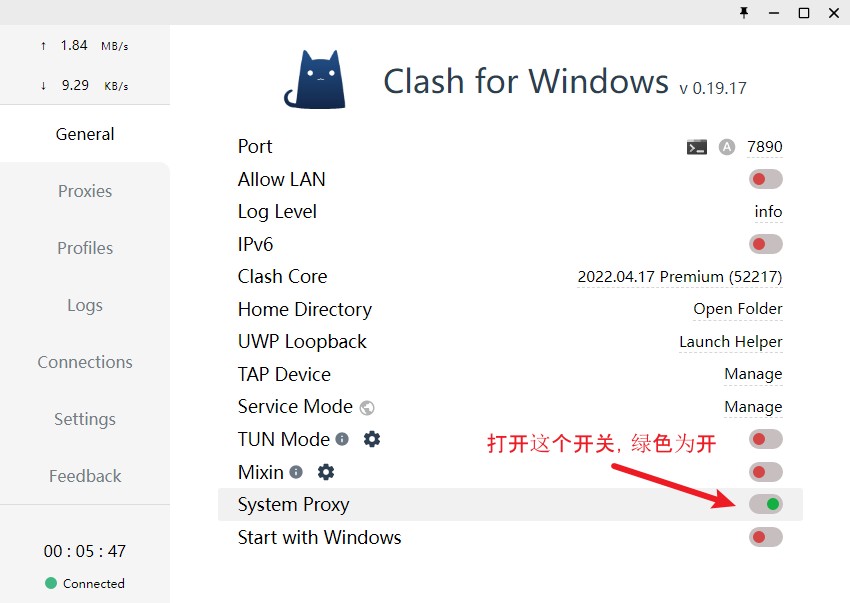 ↑ 1.84 MB/s
↓ 9.29 KB/s
General
Proxies
Profiles
Logs
Connections
Settings
Feedback
00 : 05 : 47
Connected
Clash for Windows v 0.19.17
Port A 7890
Allow LAN
Log Level info
IPv6
Clash Core 2022.04.17 Premium (52217)
Home Directory Open Folder
UWP Loopback Launch Helper
TAP Device Manage
Service Mode Manage
TUN Mode
打开这个开关, 绿色为开
Mixin
System Proxy
Start with Windows